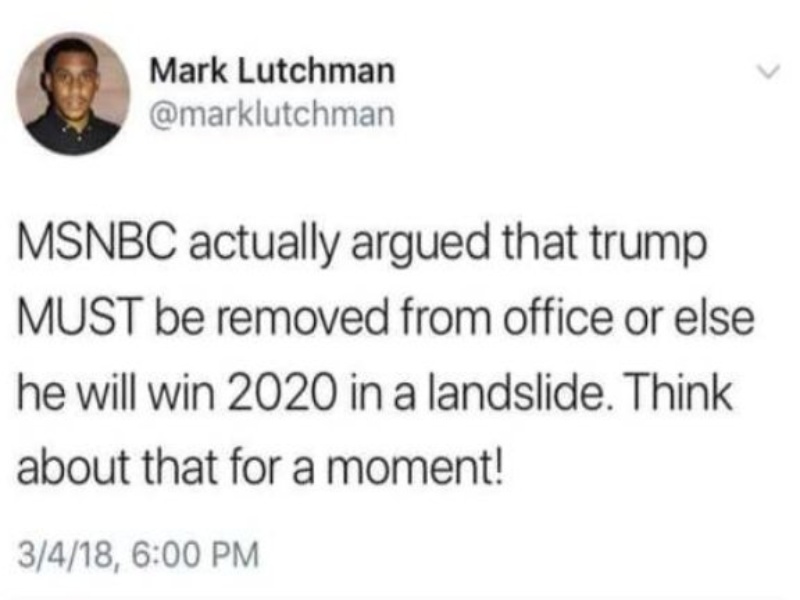 Mark Lutchman
@marklutchman
MSNBC actually argued that trump
MUST be removed from office or else
he will win 2020 in a landslide. Think
about that for a moment!
3/4/18, 6:00 PM